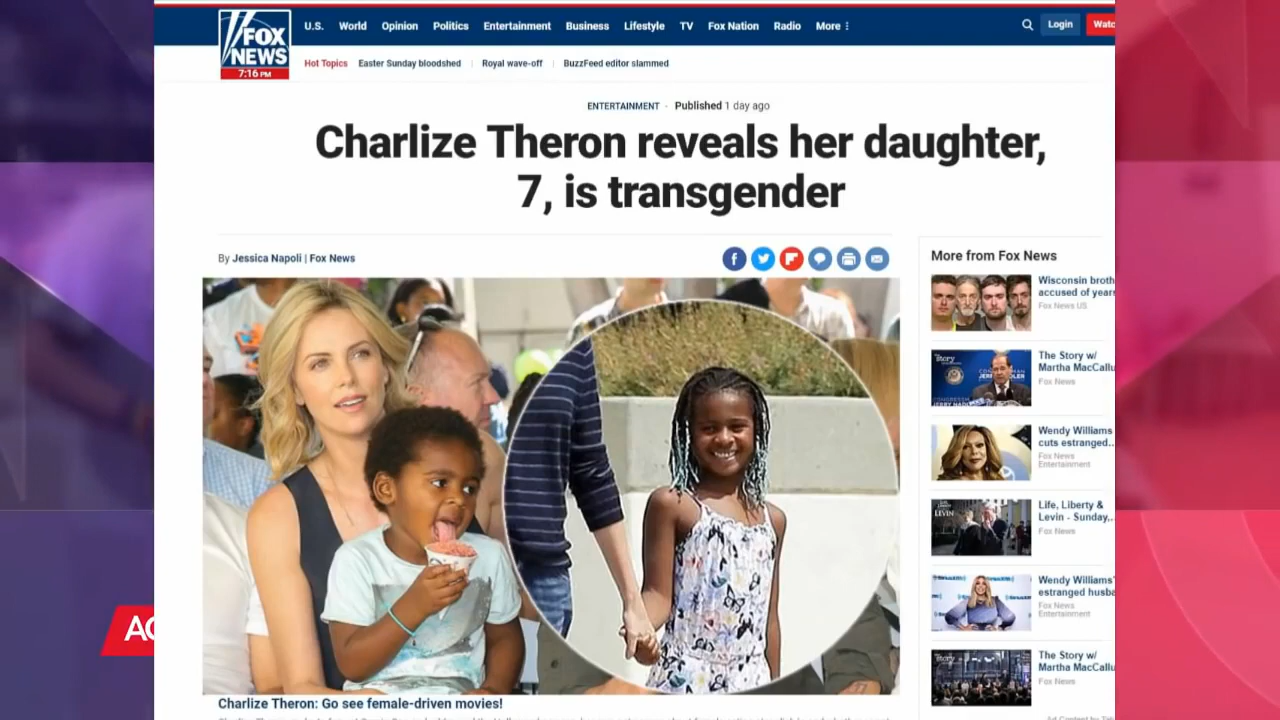 FOX
NEWS
7:16 PM
U.S. World Opinion Politics Entertainment Business Lifestyle TV Fox Nation Radio More
Login
Watc
Hot Topics Easter Sunday bloodshed Royal wave-off BuzzFeed editor slammed
ENTERTAINMENT · Published 1 day ago
Charlize Theron reveals her daughter,
7, is transgender
By Jessica Napoli | Fox News
More from Fox News
Wisconsin broth
accused of years
Fox News US
The Story w/
Martha MacCallu
Fox News
Wendy Williams
cuts estranged...
Fox News
Entertainment
Life, Liberty &
Levin - Sunday,..
Fox News
Wendy Williams'
estranged husba
Fox News
Entertainment
The Story w/
Martha MacCallu
Fox News
AC
Charlize Theron: Go see female-driven movies!